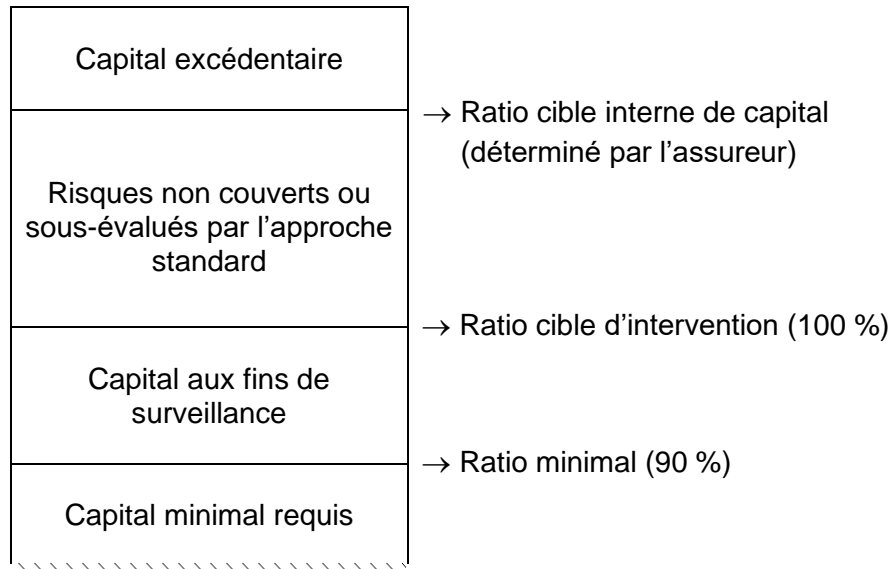 Capital excédentaire
→ Ratio cible interne de capital
(déterminé par l’assureur)
Risques non couverts ou
sous-évalués par l’approche
standard
→ Ratio cible d’intervention (100 %)
Capital aux fins de
surveillance
→ Ratio minimal (90 %)
Capital minimal requis